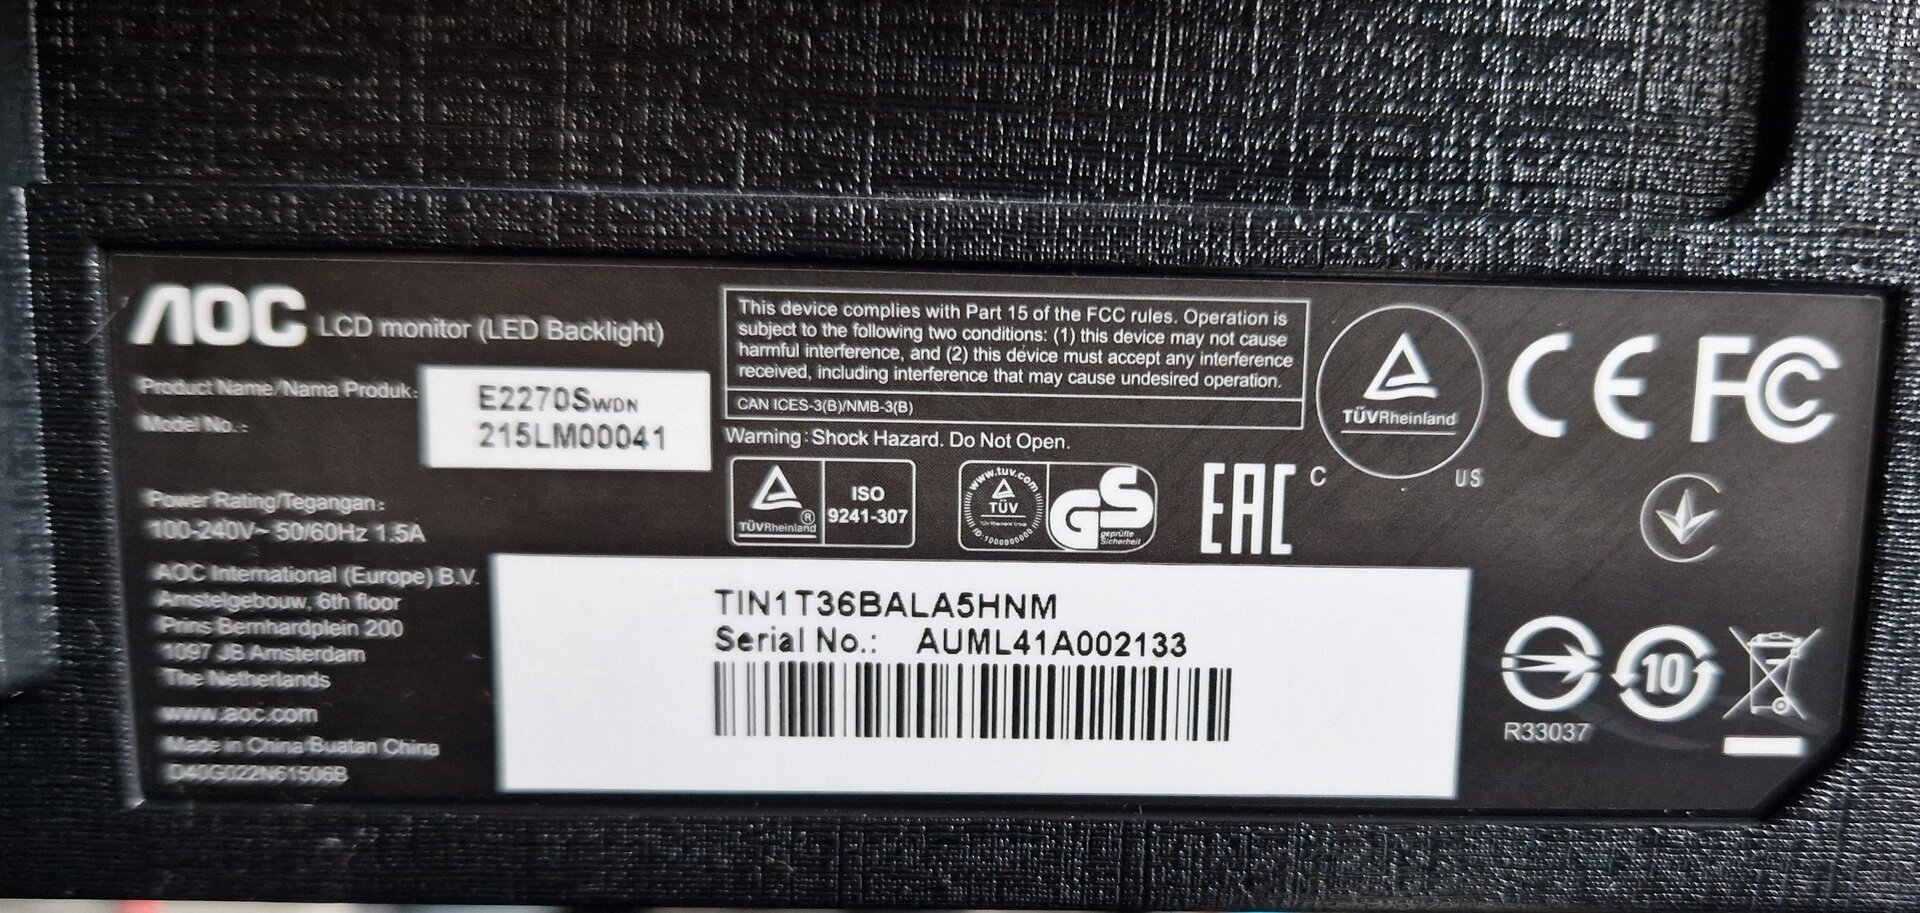 AOC LCD monitor (LED Backlight)
Product Name/Nama Produk: E2270SWDN
Model No.: 215LM00041
Power Rating/Tegangan:
100-240V~ 50/60Hz 1.5A
AOC International (Europe) B.V.
Amstelgebouw, 6th floor
Prins Bernhardplein 200
1097 JB Amsterdam
The Netherlands
www.aoc.com
Made in China Buatan China
D40G022N61506B
This device complies with Part 15 of the FCC rules. Operation is
subject to the following two conditions: (1) this device may not cause
harmful interference, and (2) this device must accept any interference
received, including interference that may cause undesired operation.
CAN ICES-3(B)/NMB-3(B)
Warning: Shock Hazard. Do Not Open.
TÜVRheinland ®
ISO
9241-307
www.tuv.com
TÜV
ID:1000000000
GS
geprüfte
Sicherheit
EAC
TÜVRheinland
C US
CE FC
TIN1T36BALA5HNM
Serial No.: AUML41A002133
R33037
10